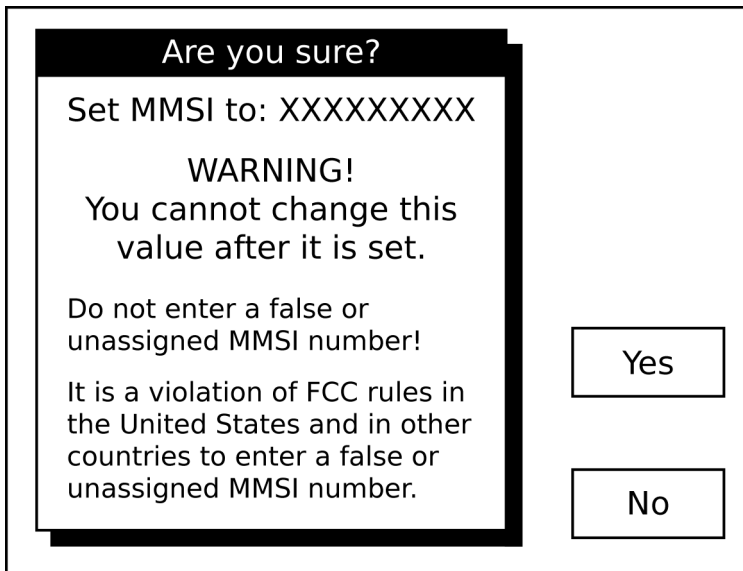 Are you sure?
Set MMSI to: XXXXXXXXX
WARNING!
You cannot change this
value after it is set.
Do not enter a false or
unassigned MMSI number!
It is a violation of FCC rules in
the United States and in other
countries to enter a false or
unassigned MMSI number.
Yes
No